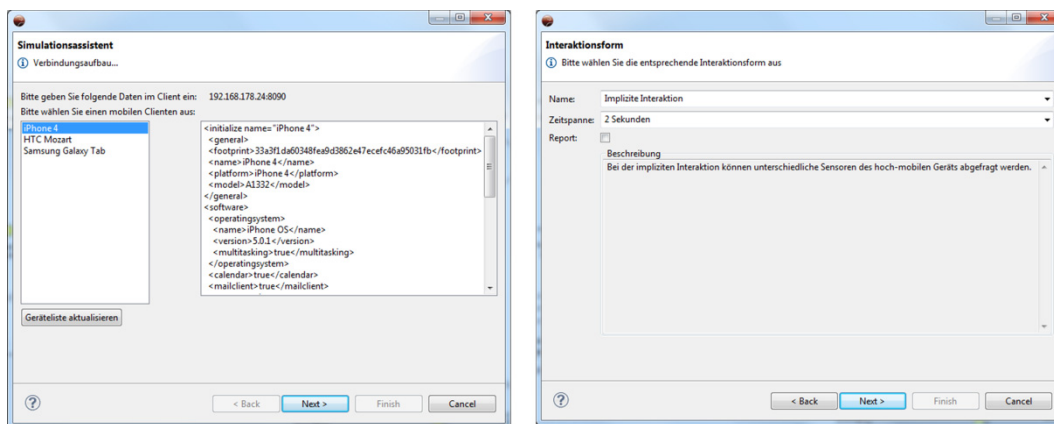 Simulationsassistent
Verbindungsaufbau...
Bitte geben Sie folgende Daten im Client ein: 192.168.178.24:8090
Bitte wählen Sie einen mobilen Clienten aus:
iPhone 4
HTC Mozart
Samsung Galaxy Tab
<initialize name="iPhone 4">
<general>
<footprint>33a3f1da60348fea9d3862e47ecefc46a95031fb</footprint>
<name>iPhone 4</name>
<platform>iPhone 4</platform>
<model>A1332</model>
</general>
<software>
<operatingsystem>
<name>iPhone OS</name>
<version>5.0.1</version>
<multitasking>true</multitasking>
</operatingsystem>
<calendar>true</calendar>
<mailclient>true</mailclient>
Geräteliste aktualisieren
< Back Next > Finish Cancel
Interaktionsform
Bitte wählen Sie die entsprechende Interaktionsform aus
Name: Implizite Interaktion
Zeitspanne: 2 Sekunden
Report:
Beschreibung
Bei der impliziten Interaktion können unterschiedliche Sensoren des hoch-mobilen Geräts abgefragt werden.
< Back Next > Finish Cancel